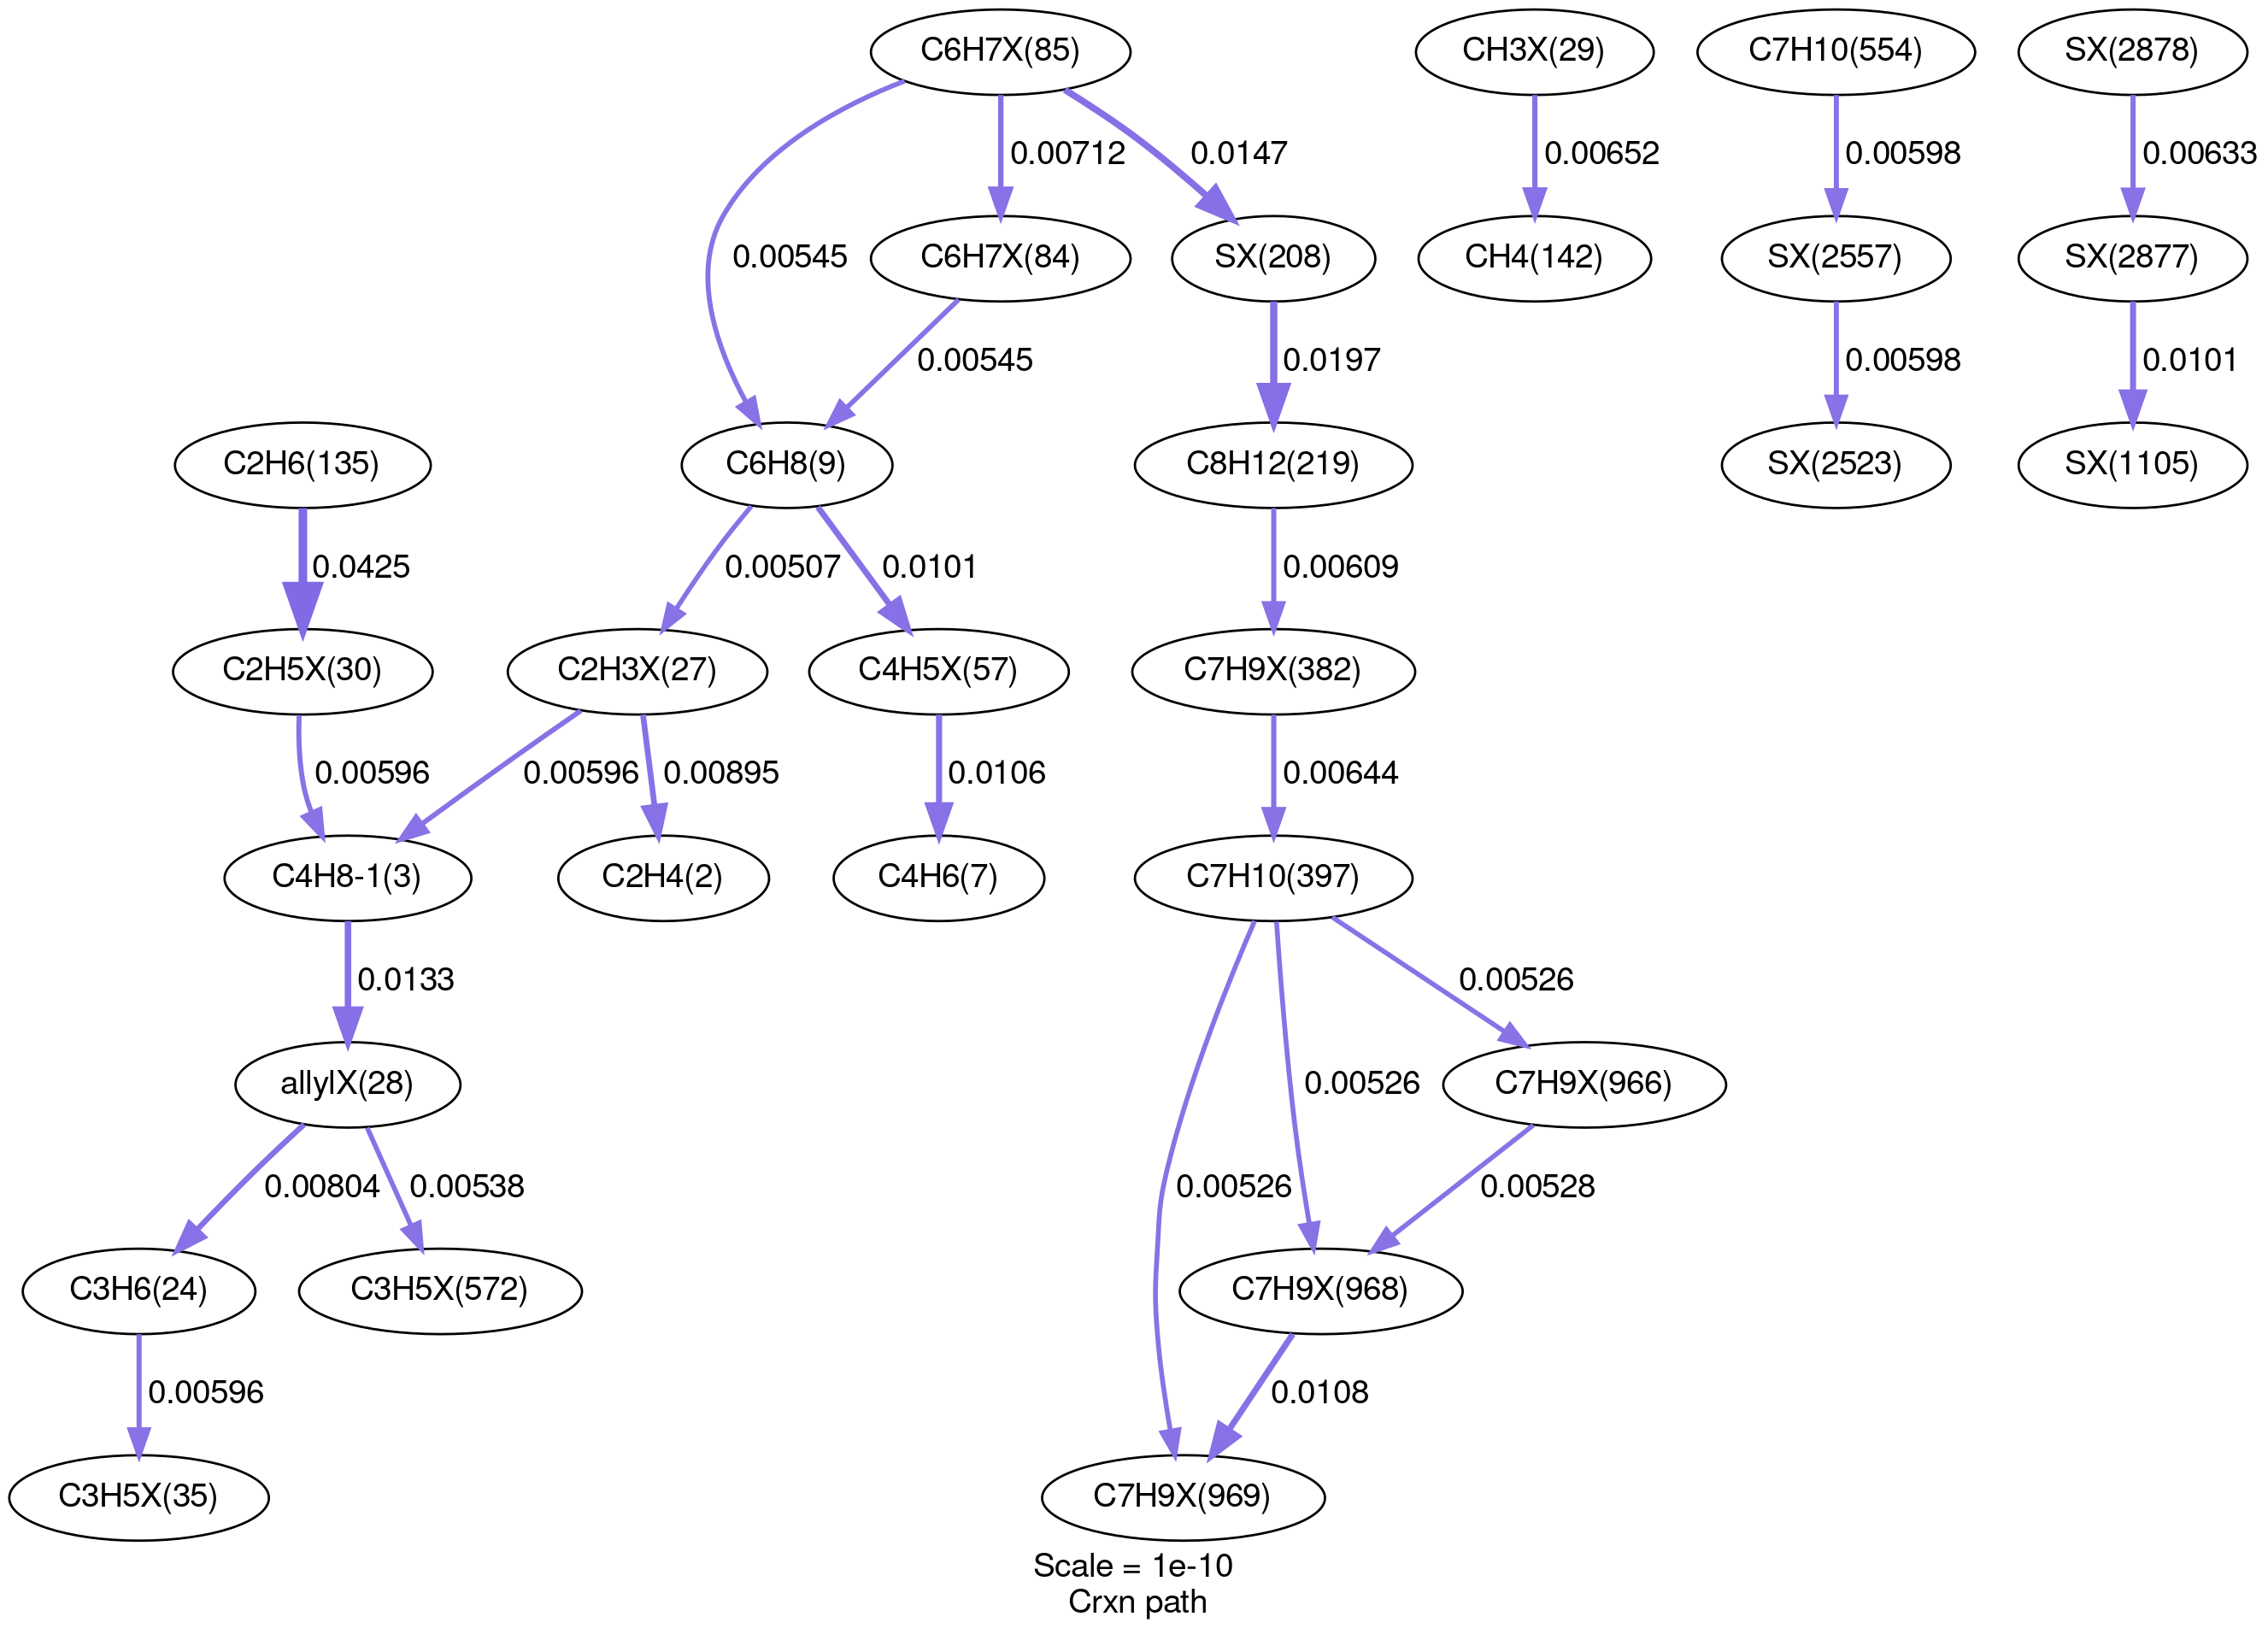 C6H7X(85)
CH3X(29)
C7H10(554)
SX(2878)
0.00712
0.0147
0.00652
0.00598
0.00633
0.00545
C6H7X(84)
SX(208)
CH4(142)
SX(2557)
SX(2877)
0.00545
0.0197
0.00598
0.0101
C2H6(135)
C6H8(9)
C8H12(219)
SX(2523)
SX(1105)
0.0425
0.00507
0.0101
0.00609
C2H5X(30)
C2H3X(27)
C4H5X(57)
C7H9X(382)
0.00596
0.00596
0.00895
0.0106
0.00644
C4H8-1(3)
C2H4(2)
C4H6(7)
C7H10(397)
0.0133
0.00526
allylX(28)
0.00526
C7H9X(966)
0.00804
0.00538
0.00526
0.00528
C3H6(24)
C3H5X(572)
C7H9X(968)
0.00596
0.0108
C3H5X(35)
C7H9X(969)
Scale = 1e-10
Crxn path